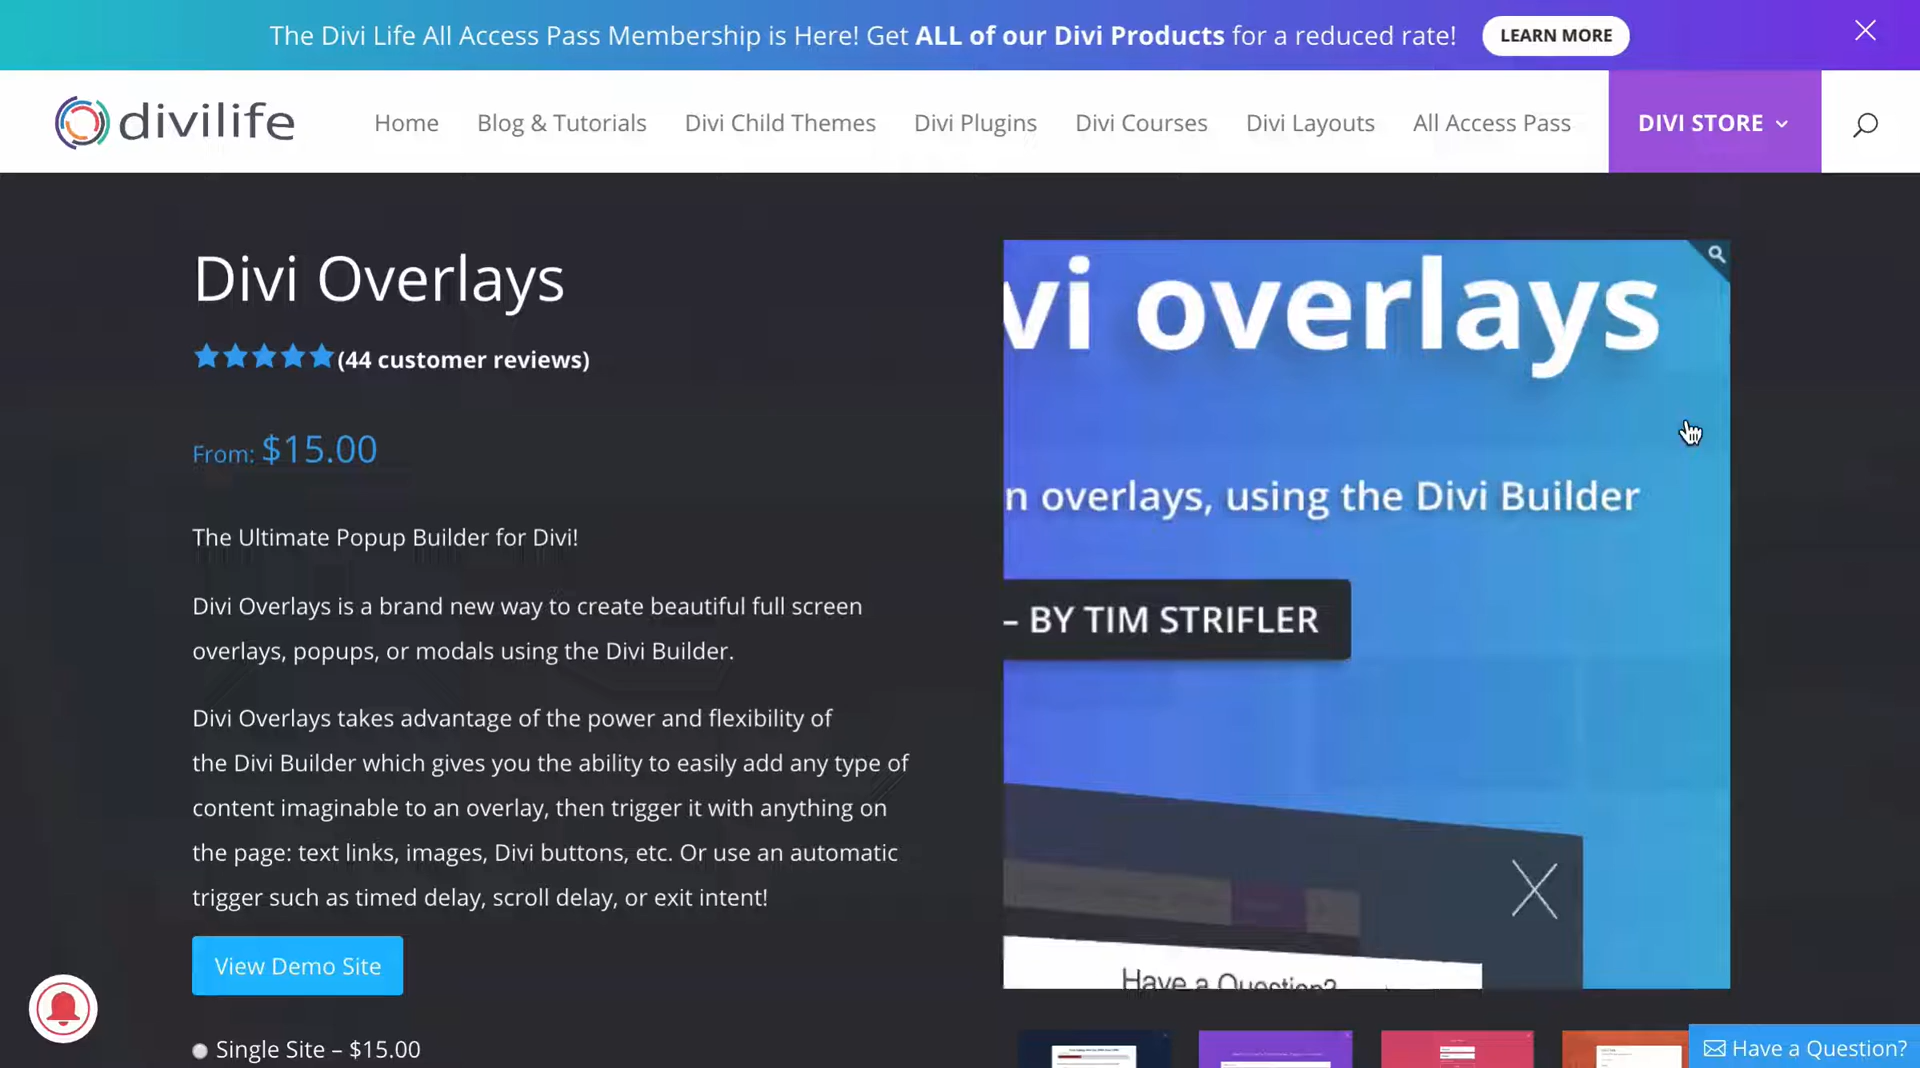 The Divi Life All Access Pass Membership is Here! Get ALL of our Divi Products for a reduced rate!
LEARN MORE
divilife
Home
Blog & Tutorials
Divi Child Themes
Divi Plugins
Divi Courses
Divi Layouts
All Access Pass
DIVI STORE
Divi Overlays
(44 customer reviews)
From: $15.00
The Ultimate Popup Builder for Divi!
Divi Overlays is a brand new way to create beautiful full screen
overlays, popups, or modals using the Divi Builder.
Divi Overlays takes advantage of the power and flexibility of
the Divi Builder which gives you the ability to easily add any type of
content imaginable to an overlay, then trigger it with anything on
the page: text links, images, Divi buttons, etc. Or use an automatic
trigger such as timed delay, scroll delay, or exit intent!
View Demo Site
Single Site – $15.00
vi overlays
n overlays, using the Divi Builder
– BY TIM STRIFLER
Have a Question?
Have a Question?